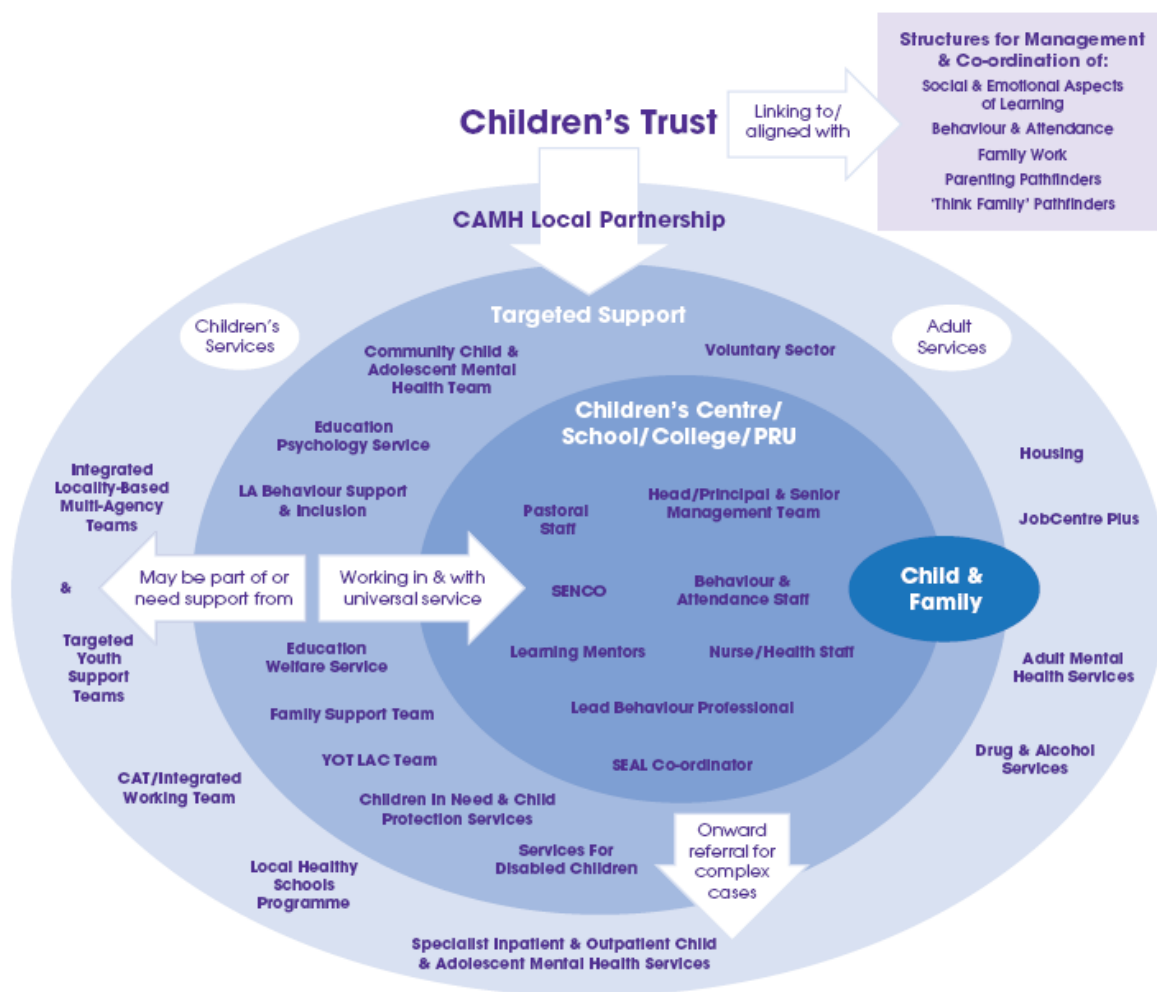 Structures for Management
& Co-ordination of:
Social & Emotional Aspects
of Learning
Behaviour & Attendance
Family Work
Parenting Pathfinders
'Think Family' Pathfinders
Children's Trust
Linking to/
aligned with
CAMH Local Partnership
Children's
Services
Targeted Support
Adult
Services
Community Child &
Adolescent Mental
Health Team
Voluntary Sector
Children's Centre/
School/College/PRU
Education
Psychology Service
Housing
Integrated
Locality-Based
Multi-Agency
Teams
LA Behaviour Support
& Inclusion
Pastoral
Staff
Head/Principal & Senior
Management Team
JobCentre Plus
&
May be part of or
need support from
Working in & with
universal service
SENCO
Behaviour &
Attendance Staff
Child &
Family
Targeted
Youth
Support
Teams
Education
Welfare Service
Learning Mentors
Nurse/Health Staff
Adult Mental
Health Services
Family Support Team
Lead Behaviour Professional
YOT LAC Team
SEAL Co-ordinator
Drug & Alcohol
Services
CAT/Integrated
Working Team
Children In Need & Child
Protection Services
Onward
referral for
complex
cases
Services For
Disabled Children
Local Healthy
Schools
Programme
Specialist Inpatient & Outpatient Child
& Adolescent Mental Health Services